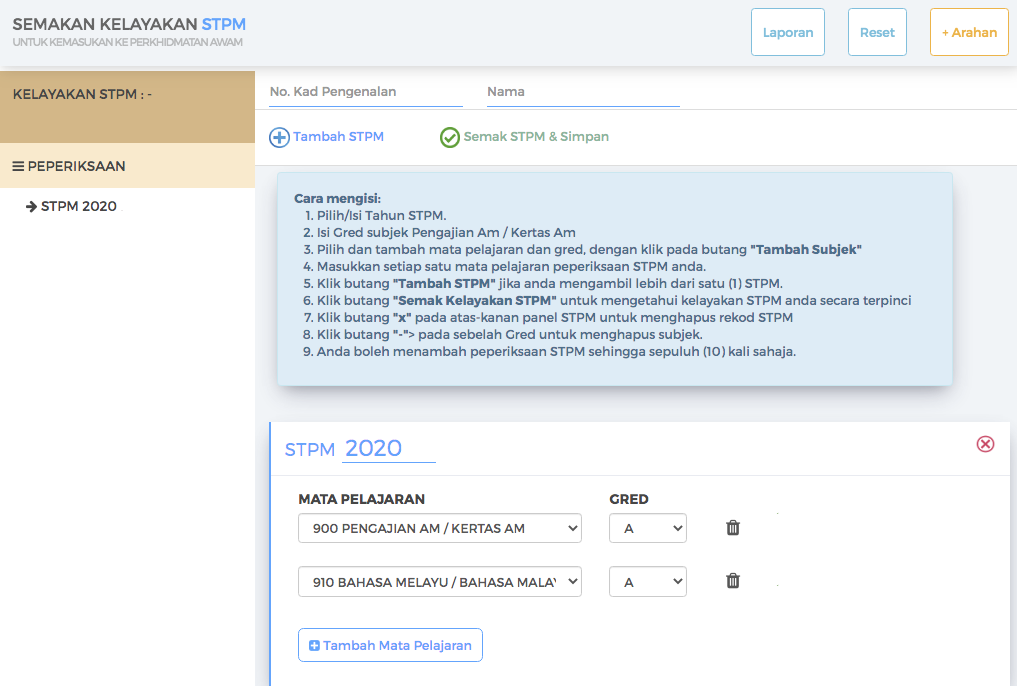 SEMAKAN KELAYAKAN STPM
UNTUK KEMASUKAN KE PERKHIDMATAN AWAM
Laporan
Reset
+ Arahan
KELAYAKAN STPM : -
No. Kad Pengenalan
Nama
Tambah STPM
Semak STPM & Simpan
PEPERIKSAAN
STPM 2020
Cara mengisi:
1. Pilih/Isi Tahun STPM.
2. Isi Gred subjek Pengajian Am / Kertas Am
3. Pilih dan tambah mata pelajaran dan gred, dengan klik pada butang "Tambah Subjek"
4. Masukkan setiap satu mata pelajaran peperiksaan STPM anda.
5. Klik butang "Tambah STPM" jika anda mengambil lebih dari satu (1) STPM.
6. Klik butang "Semak Kelayakan STPM" untuk mengetahui kelayakan STPM anda secara terpinci
7. Klik butang "x" pada atas-kanan panel STPM untuk menghapus rekod STPM
8. Klik butang "-"> pada sebelah Gred untuk menghapus subjek.
9. Anda boleh menambah peperiksaan STPM sehingga sepuluh (10) kali sahaja.
STPM 2020
MATA PELAJARAN
GRED
900 PENGAJIAN AM / KERTAS AM
A
910 BAHASA MELAYU / BAHASA MALAY
A
Tambah Mata Pelajaran